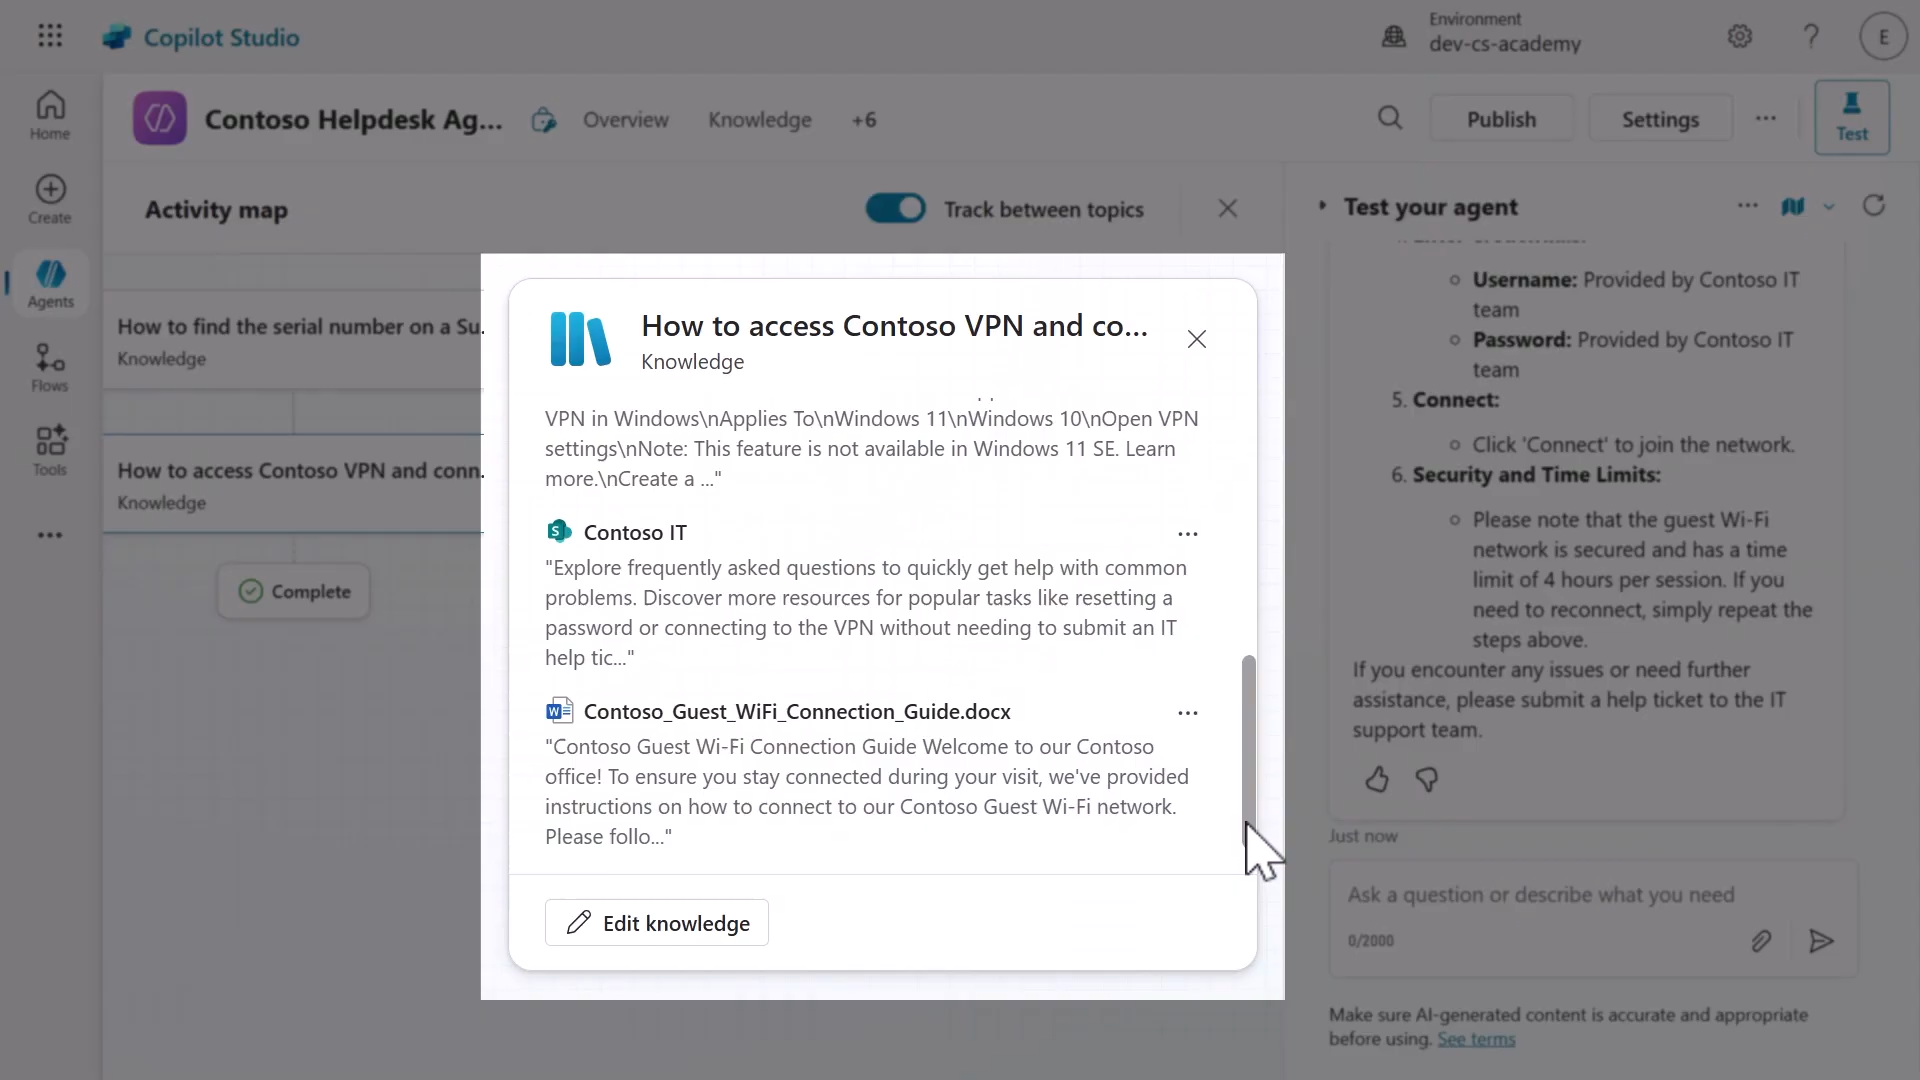 Copilot Studio
Environment
dev-cs-academy
E
Home
Create
Agents
Flows
Tools
Contoso Helpdesk Ag...
Overview
Knowledge
+6
Publish
Settings
Test
Activity map
Track between topics
How to find the serial number on a Su.
Knowledge
How to access Contoso VPN and conn.
Knowledge
Complete
How to access Contoso VPN and co...
Knowledge
VPN in Windows\nApplies To\nWindows 11\nWindows 10\nOpen VPN
settings\nNote: This feature is not available in Windows 11 SE. Learn
more.\nCreate a ..."
Contoso IT
"Explore frequently asked questions to quickly get help with common
problems. Discover more resources for popular tasks like resetting a
password or connecting to the VPN without needing to submit an IT
help tic..."
Contoso_Guest_WiFi_Connection_Guide.docx
"Contoso Guest Wi-Fi Connection Guide Welcome to our Contoso
office! To ensure you stay connected during your visit, we've provided
instructions on how to connect to our Contoso Guest Wi-Fi network.
Please follo..."
Edit knowledge
Test your agent
Username: Provided by Contoso IT
team
Password: Provided by Contoso IT
team
5. Connect:
Click 'Connect' to join the network.
6. Security and Time Limits:
Please note that the guest Wi-Fi
network is secured and has a time
limit of 4 hours per session. If you
need to reconnect, simply repeat the
steps above.
If you encounter any issues or need further
assistance, please submit a help ticket to the IT
support team.
Just now
Ask a question or describe what you need
0/2000
Make sure AI-generated content is accurate and appropriate
before using. See terms